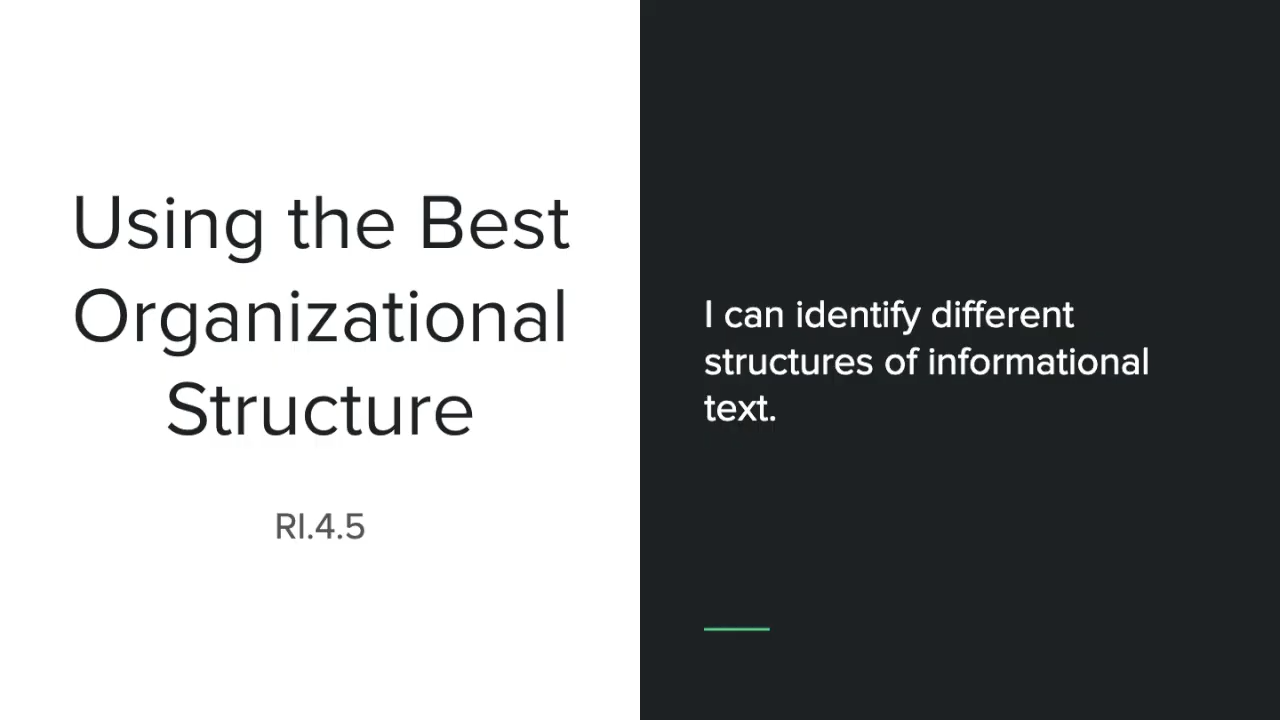 Using the Best
Organizational
Structure
RI.4.5
I can identify different
structures of informational
text.